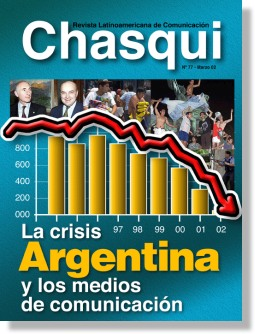 Revista Latinoamericana de Comunicación
Chasqui
Nº 77 - Marzo 02
800
600
400
200
000
97 98 99 00 01 02
La crisis
Argentina
y los medios
de comunicación